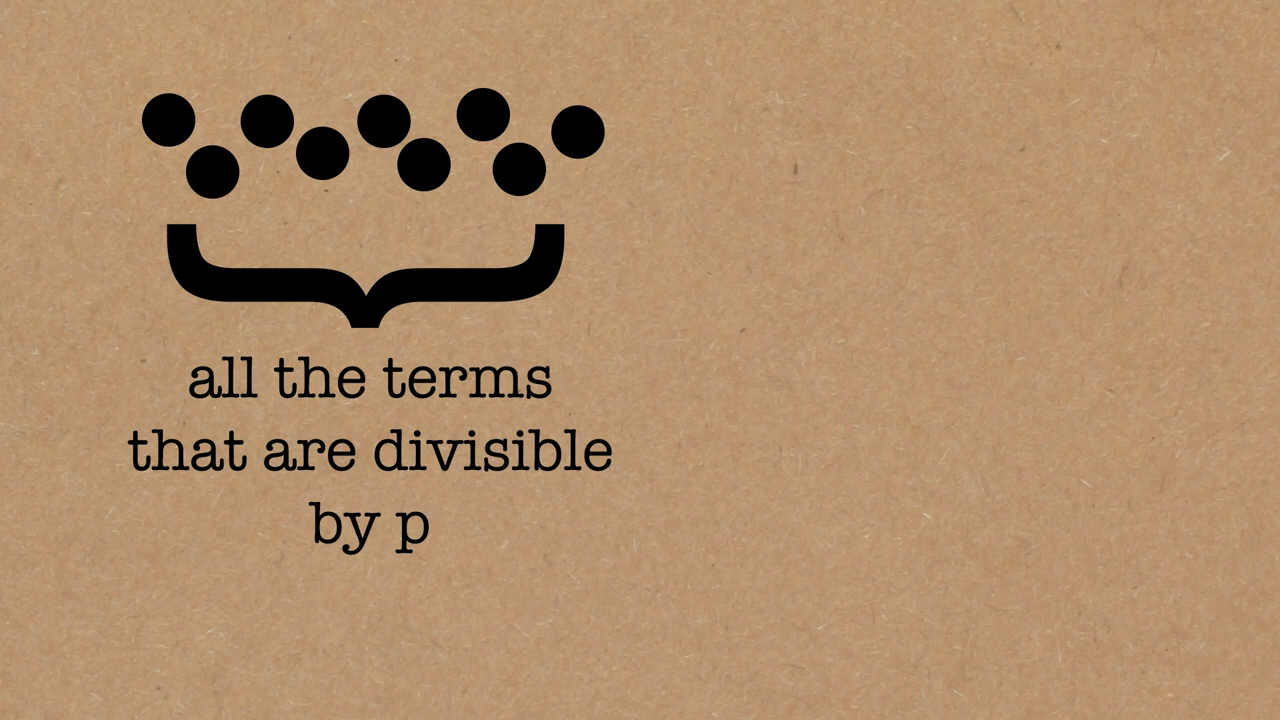 all the terms
that are divisible
by p